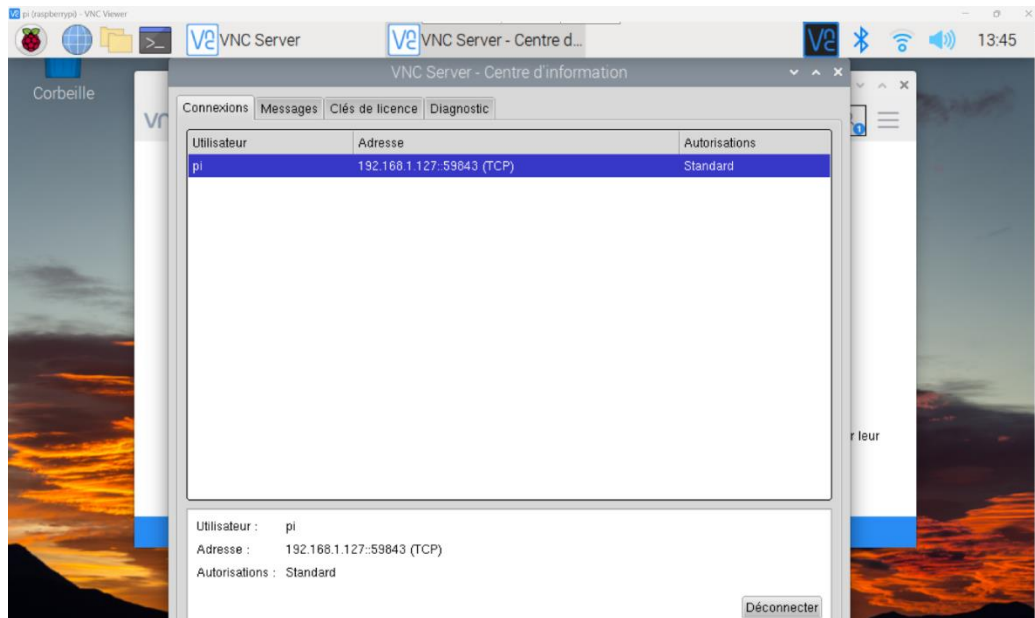 pi (raspberrypi) - VNC Viewer
VNC Server
VNC Server - Centre d...
13:45
Corbeille
VNC Server - Centre d'information
Connexions Messages Clés de licence Diagnostic
Utilisateur Adresse Autorisations
pi 192.168.1.127::59843 (TCP) Standard
1
r leur
Utilisateur : pi
Adresse : 192.168.1.127::59843 (TCP)
Autorisations : Standard
Déconnecter